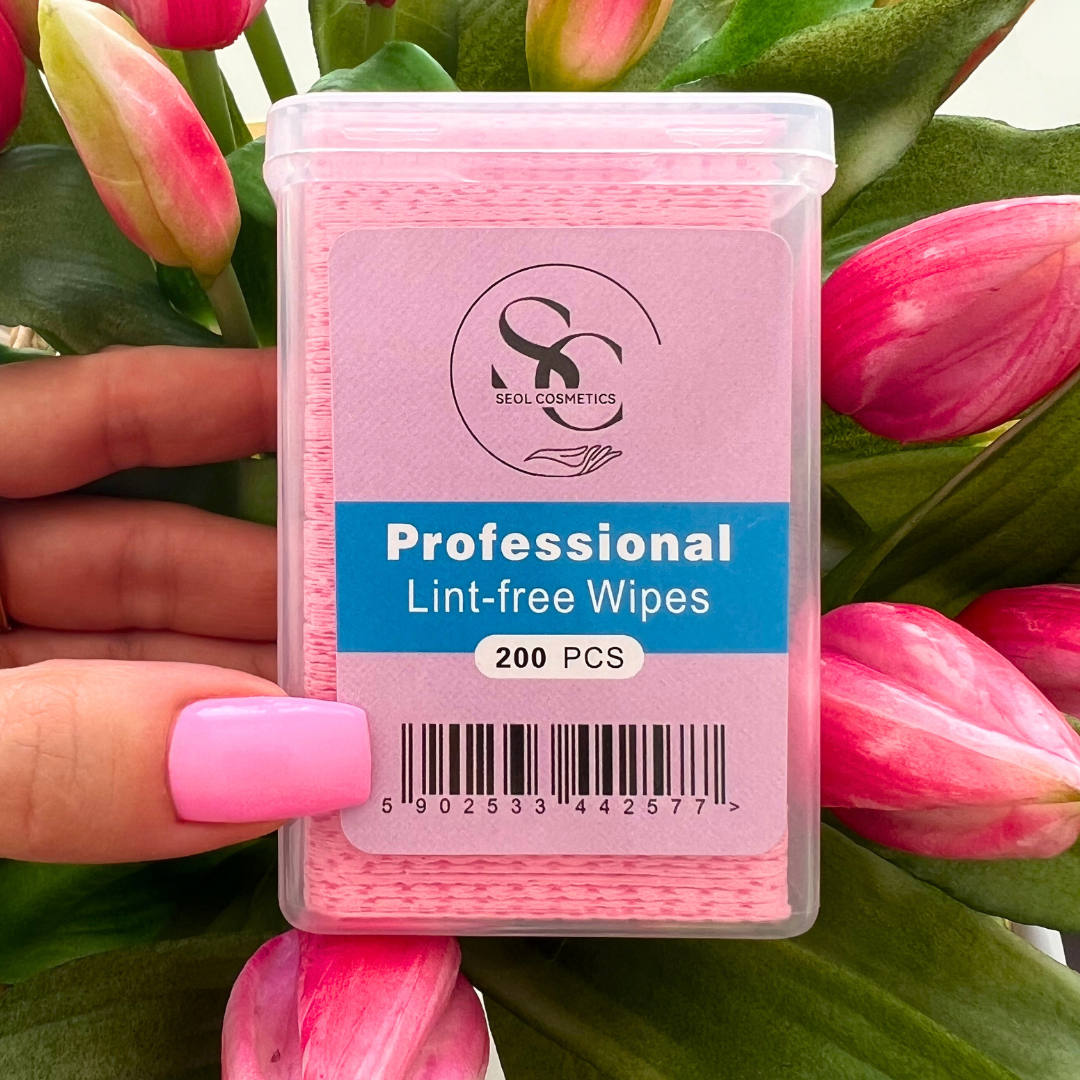 SC
SEOL COSMETICS
Professional
Lint-free Wipes
200 PCS
5 902533 442577 >